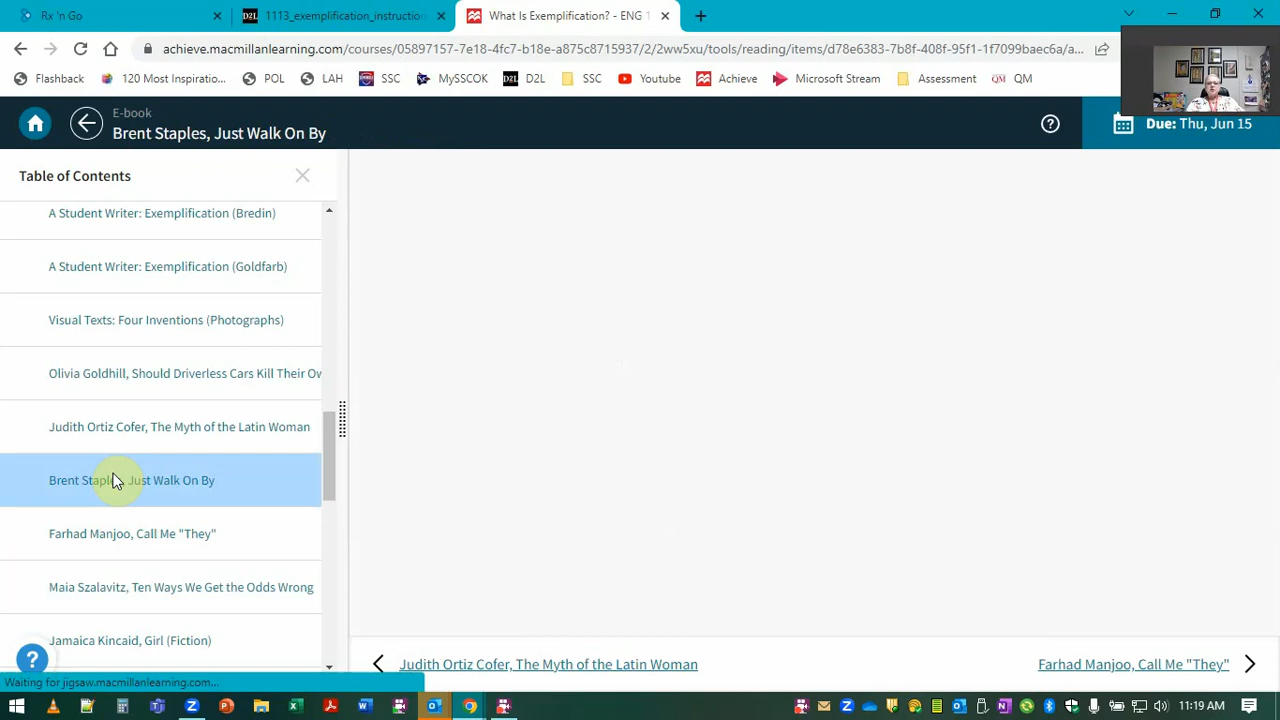 Rx 'n Go
1113_exemplification_instruction
What Is Exemplification? - ENG 1
achieve.macmillanlearning.com/courses/05897157-7e18-4fc7-b18e-a875c8715937/2/2ww5xu/tools/reading/items/d78e6383-7b8f-408f-95f1-1f7099baec6a/a...
Flashback 120 Most Inspiratio... POL LAH SSC MySSCOK D2L SSC Youtube Achieve Microsoft Stream Assessment QM
E-book
Brent Staples, Just Walk On By
Due: Thu, Jun 15
Table of Contents
A Student Writer: Exemplification (Bredin)
A Student Writer: Exemplification (Goldfarb)
Visual Texts: Four Inventions (Photographs)
Olivia Goldhill, Should Driverless Cars Kill Their Ow
Judith Ortiz Cofer, The Myth of the Latin Woman
Brent Staples, Just Walk On By
Farhad Manjoo, Call Me "They"
Maia Szalavitz, Ten Ways We Get the Odds Wrong
Jamaica Kincaid, Girl (Fiction)
Judith Ortiz Cofer, The Myth of the Latin Woman
Farhad Manjoo, Call Me "They"
Waiting for jigsaw.macmillanlearning.com...
11:19 AM